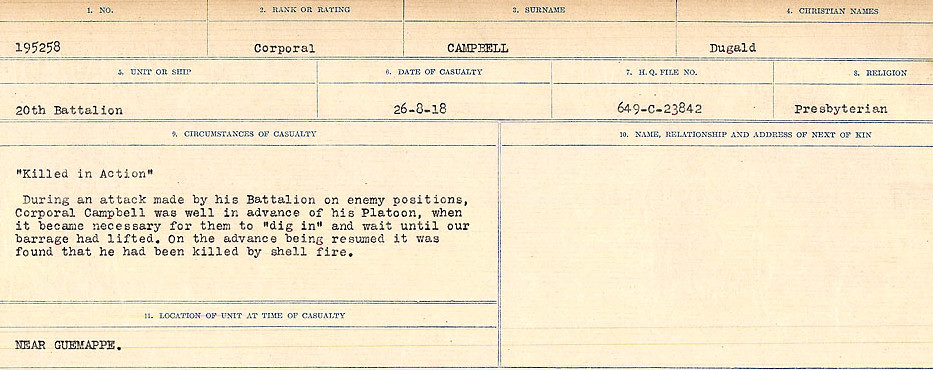 1. NO. 2. RANK OR RATING 3. SURNAME 4. CHRISTIAN NAMES
195258 Corporal CAMPBELL Dugald
5. UNIT OR SHIP 6. DATE OF CASUALTY 7. H. Q. FILE NO. 8. RELIGION
20th Battalion 26-8-18 649-C-23842 Presbyterian
9. CIRCUMSTANCES OF CASUALTY 10. NAME, RELATIONSHIP AND ADDRESS OF NEXT OF KIN
"Killed in Action"
During an attack made by his Battalion on enemy positions,
Corporal Campbell was well in advance of his Platoon, when
it became necessary for them to "dig in" and wait until our
barrage had lifted. On the advance being resumed it was
found that he had been killed by shell fire.
11. LOCATION OF UNIT AT TIME OF CASUALTY
NEAR GUEMAPPE.